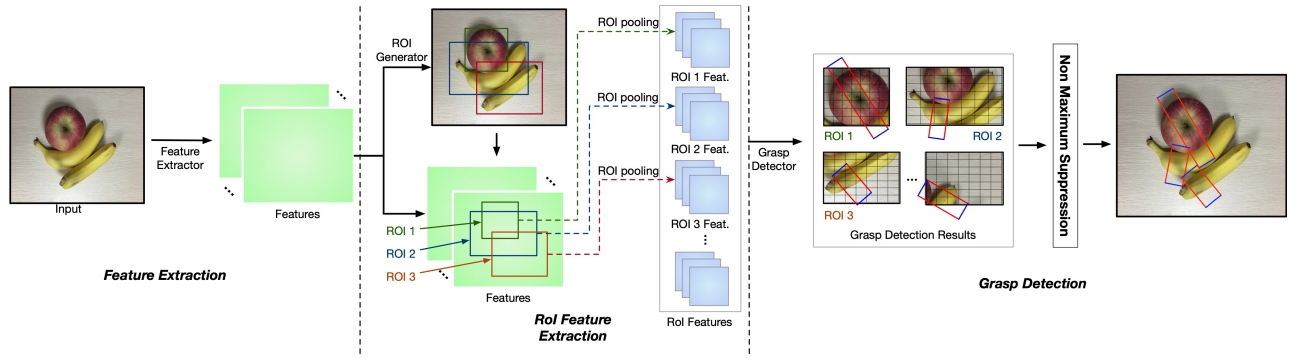 Input
Feature
Extractor
Features
Feature Extraction
ROI
Generator
ROI 1
ROI 2
ROI 3
Features
RoI Feature
Extraction
ROI pooling
ROI pooling
ROI pooling
ROI 1 Feat.
ROI 2 Feat.
ROI 3 Feat.
RoI Features
Grasp
Detector
ROI 1
ROI 2
ROI 3
...
Grasp Detection Results
Non Maximum Suppression
Grasp Detection